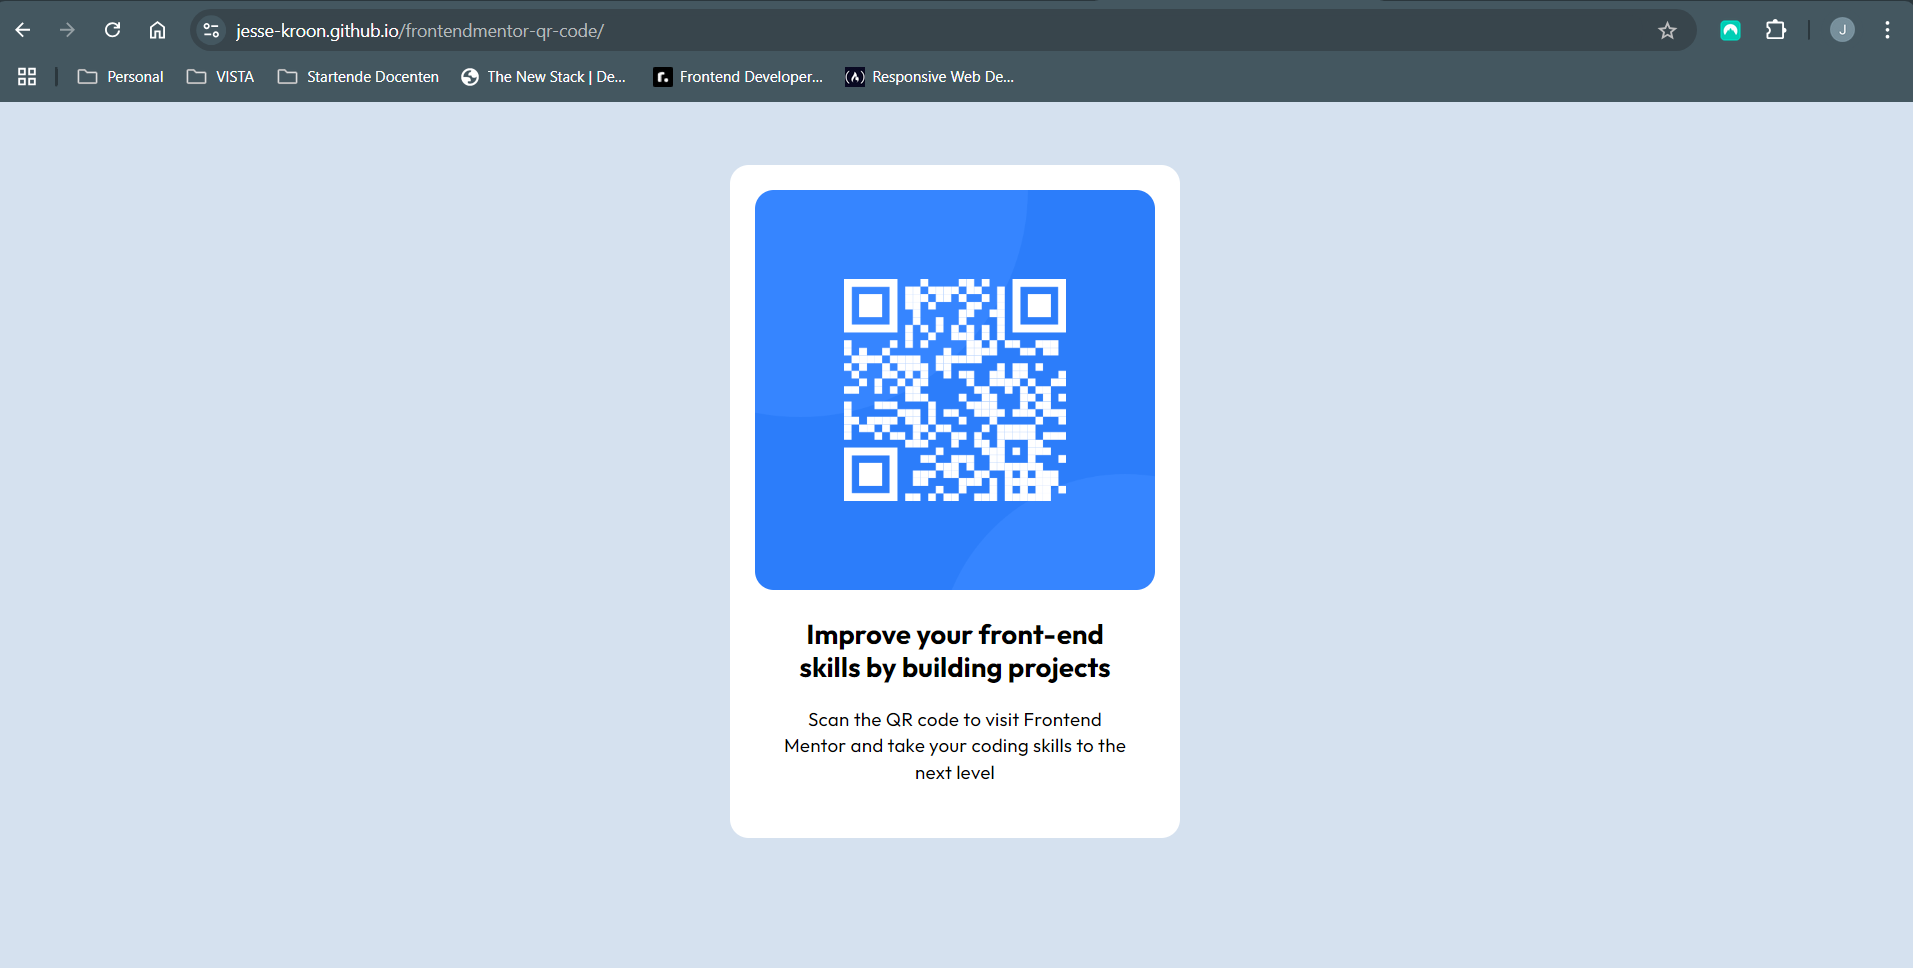 jesse-kroon.github.io/frontendmentor-qr-code/
J
Personal
VISTA
Startende Docenten
The New Stack | De...
r.
Frontend Developer...
Responsive Web De...
Improve your front-end
skills by building projects
Scan the QR code to visit Frontend
Mentor and take your coding skills to the
next level